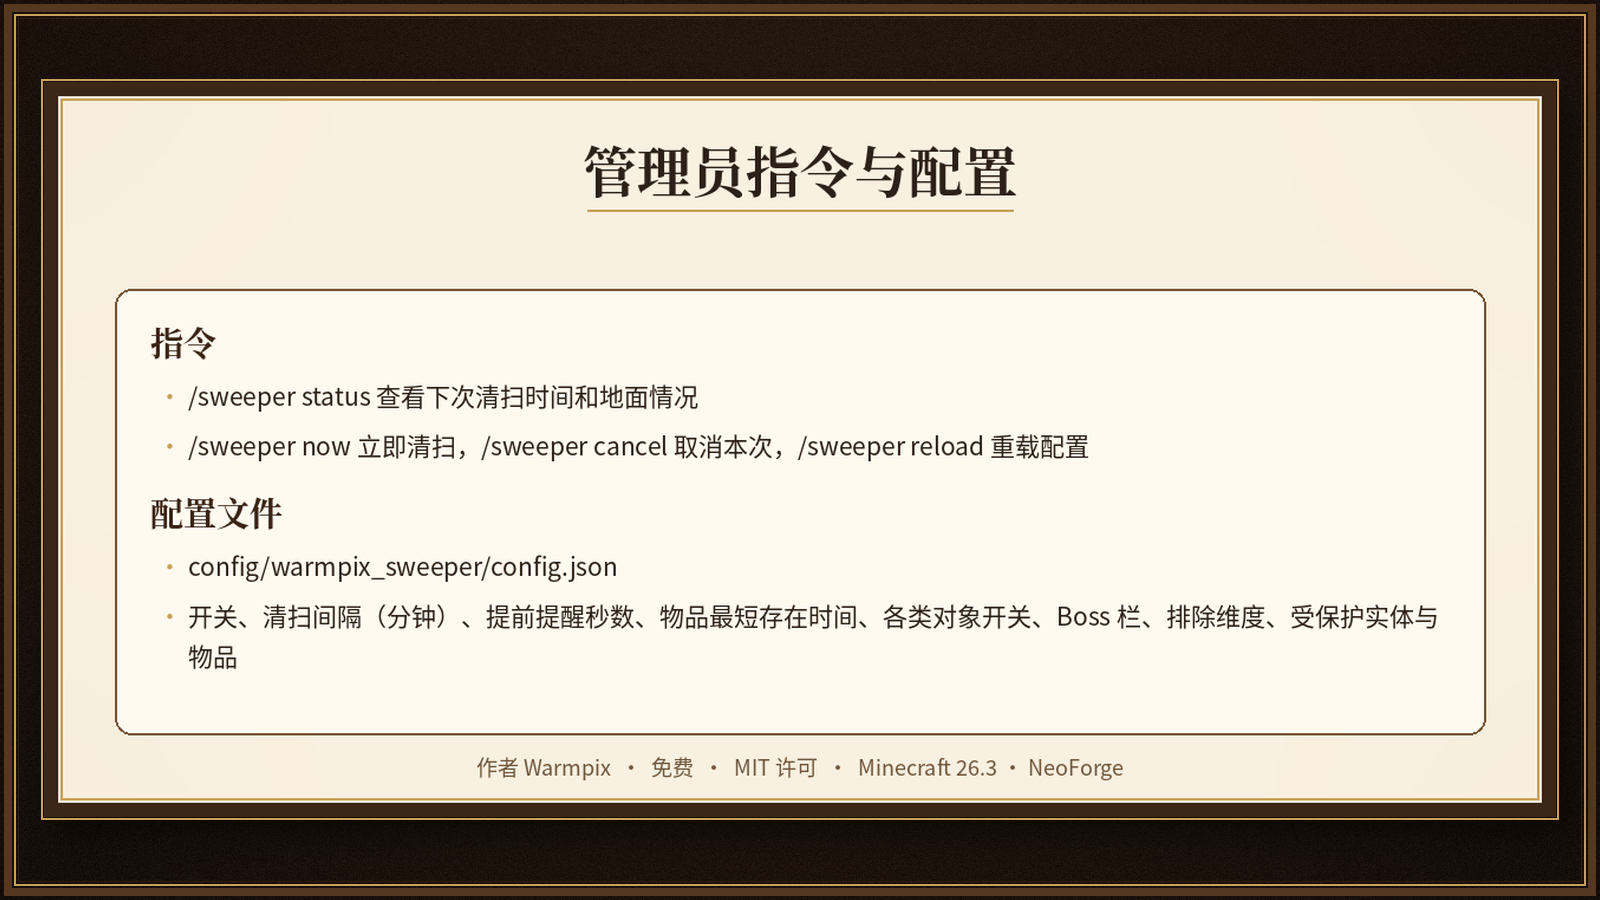 管理员指令与配置
指令
• /sweeper status 查看下次清扫时间和地面情况
• /sweeper now 立即清扫，/sweeper cancel 取消本次，/sweeper reload 重载配置
配置文件
• config/warmpix_sweeper/config.json
• 开关、清扫间隔（分钟）、提前提醒秒数、物品最短存在时间、各类对象开关、Boss 栏、排除维度、受保护实体与
物品
作者 Warmpix • 免费 • MIT 许可 • Minecraft 26.3 • NeoForge